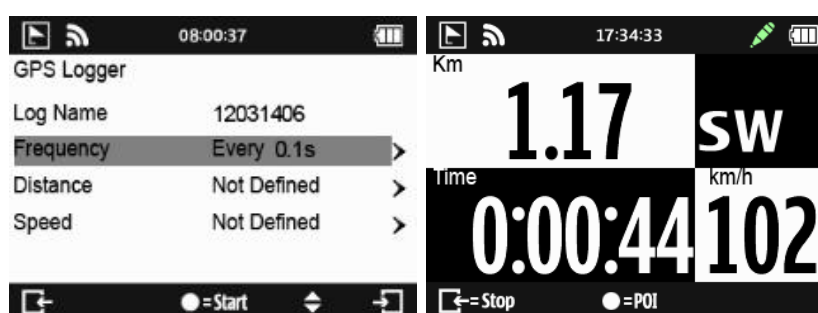 08:00:37
GPS Logger
Log Name 12031406
Frequency Every 0.1s >
Distance Not Defined >
Speed Not Defined >
=Start
17:34:33
Km
1.17
SW
Time
0:00:44
km/h
102
=Stop =POI